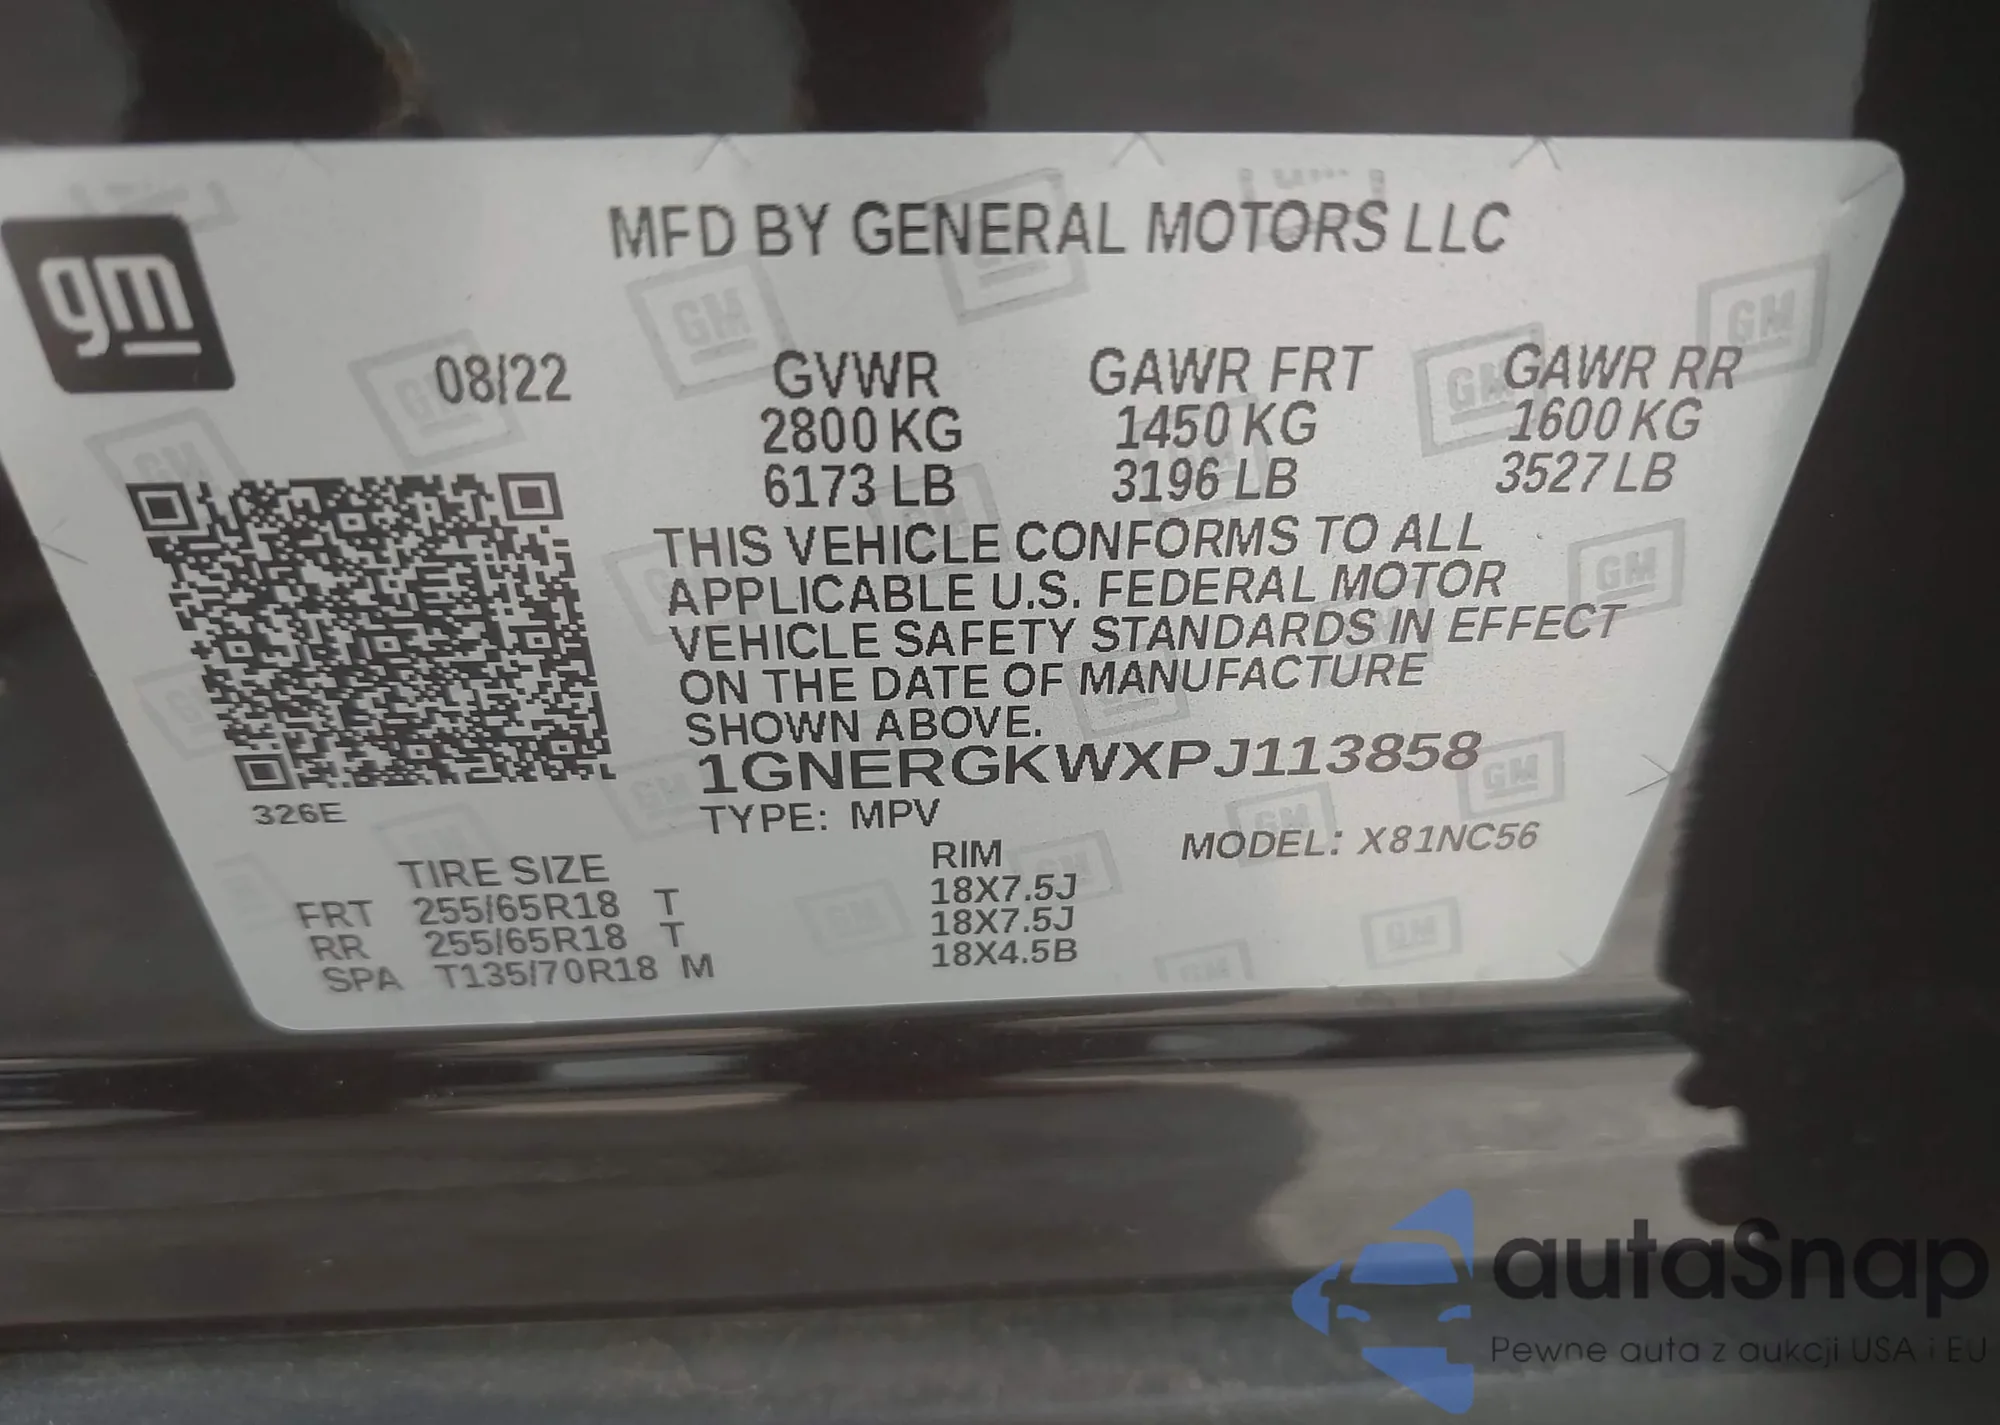 gm
MFD BY GENERAL MOTORS LLC
08/22 GVWR GAWR FRT GAWR RR
2800 KG 1450 KG 1600 KG
6173 LB 3196 LB 3527 LB
THIS VEHICLE CONFORMS TO ALL
APPLICABLE U.S. FEDERAL MOTOR
VEHICLE SAFETY STANDARDS IN EFFECT
ON THE DATE OF MANUFACTURE
SHOWN ABOVE.
1GNERGKWXPJ113858
326E
TYPE: MPV MODEL: X81NC56
TIRE SIZE RIM
FRT 255/65R18 T 18X7.5J
RR 255/65R18 T 18X7.5J
SPA T135/70R18 M 18X4.5B
autaSnap
Pewne auta z aukcji USA i EU